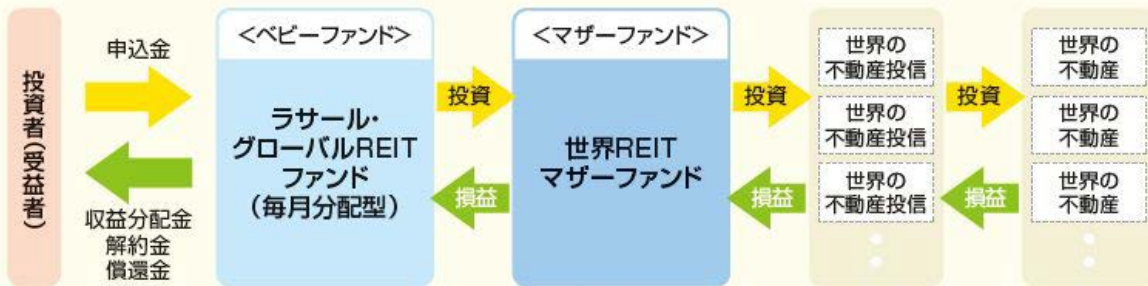 投資者(受益者)
申込金
収益分配金
解約金
償還金
<ベビーファンド>
ラサール・
グローバルREIT
ファンド
(毎月分配型)
投資
損益
<マザーファンド>
世界REIT
マザーファンド
投資
損益
世界の
不動産投信
世界の
不動産投信
世界の
不動産投信
投資
損益
世界の
不動産
世界の
不動産
世界の
不動産